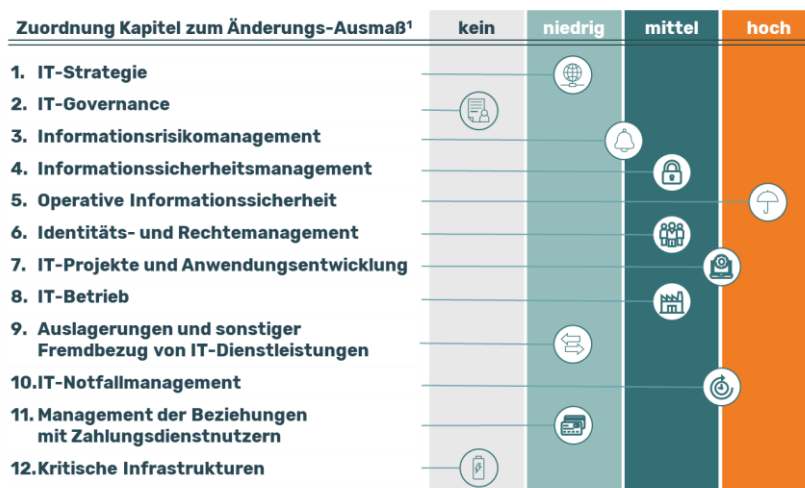 Zuordnung Kapitel zum Änderungs-Ausmaß¹ kein niedrig mittel hoch
1. IT-Strategie
2. IT-Governance
3. Informationsrisikomanagement
4. Informationssicherheitsmanagement
5. Operative Informationssicherheit
6. Identitäts- und Rechtemanagement
7. IT-Projekte und Anwendungsentwicklung
8. IT-Betrieb
9. Auslagerungen und sonstiger
Fremdbezug von IT-Dienstleistungen
10. IT-Notfallmanagement
11. Management der Beziehungen
mit Zahlungsdienstnutzern
12. Kritische Infrastrukturen